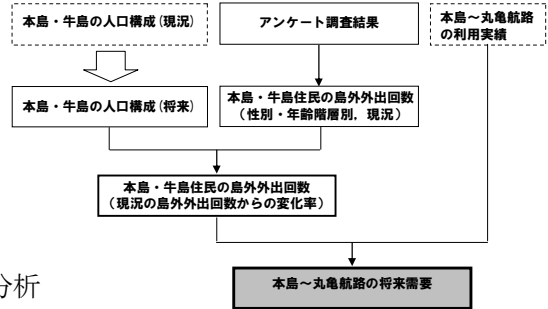 本島・牛島の人口構成(現況)
アンケート調査結果
本島～丸亀航路
の利用実績
本島・牛島の人口構成(将来)
本島・牛島住民の島外外出回数
（性別・年齢階層別，現況）
本島・牛島住民の島外外出回数
（現況の島外外出回数からの変化率）
分析
本島～丸亀航路の将来需要